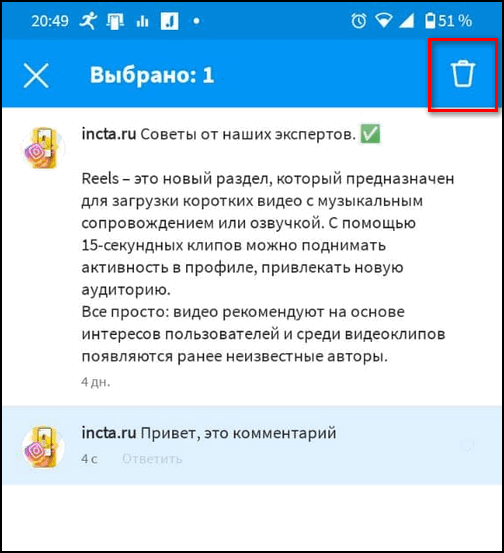 20:49 51 %
Выбрано: 1
incta.ru Советы от наших экспертов. ✅
Reels – это новый раздел, который предназначен
для загрузки коротких видео с музыкальным
сопровождением или озвучкой. С помощью
15-секундных клипов можно поднимать
активность в профиле, привлекать новую
аудиторию.
Все просто: видео рекомендуют на основе
интересов пользователей и среди видеоклипов
появляются ранее неизвестные авторы.
4 дн.
incta.ru Привет, это комментарий
4 с Ответить